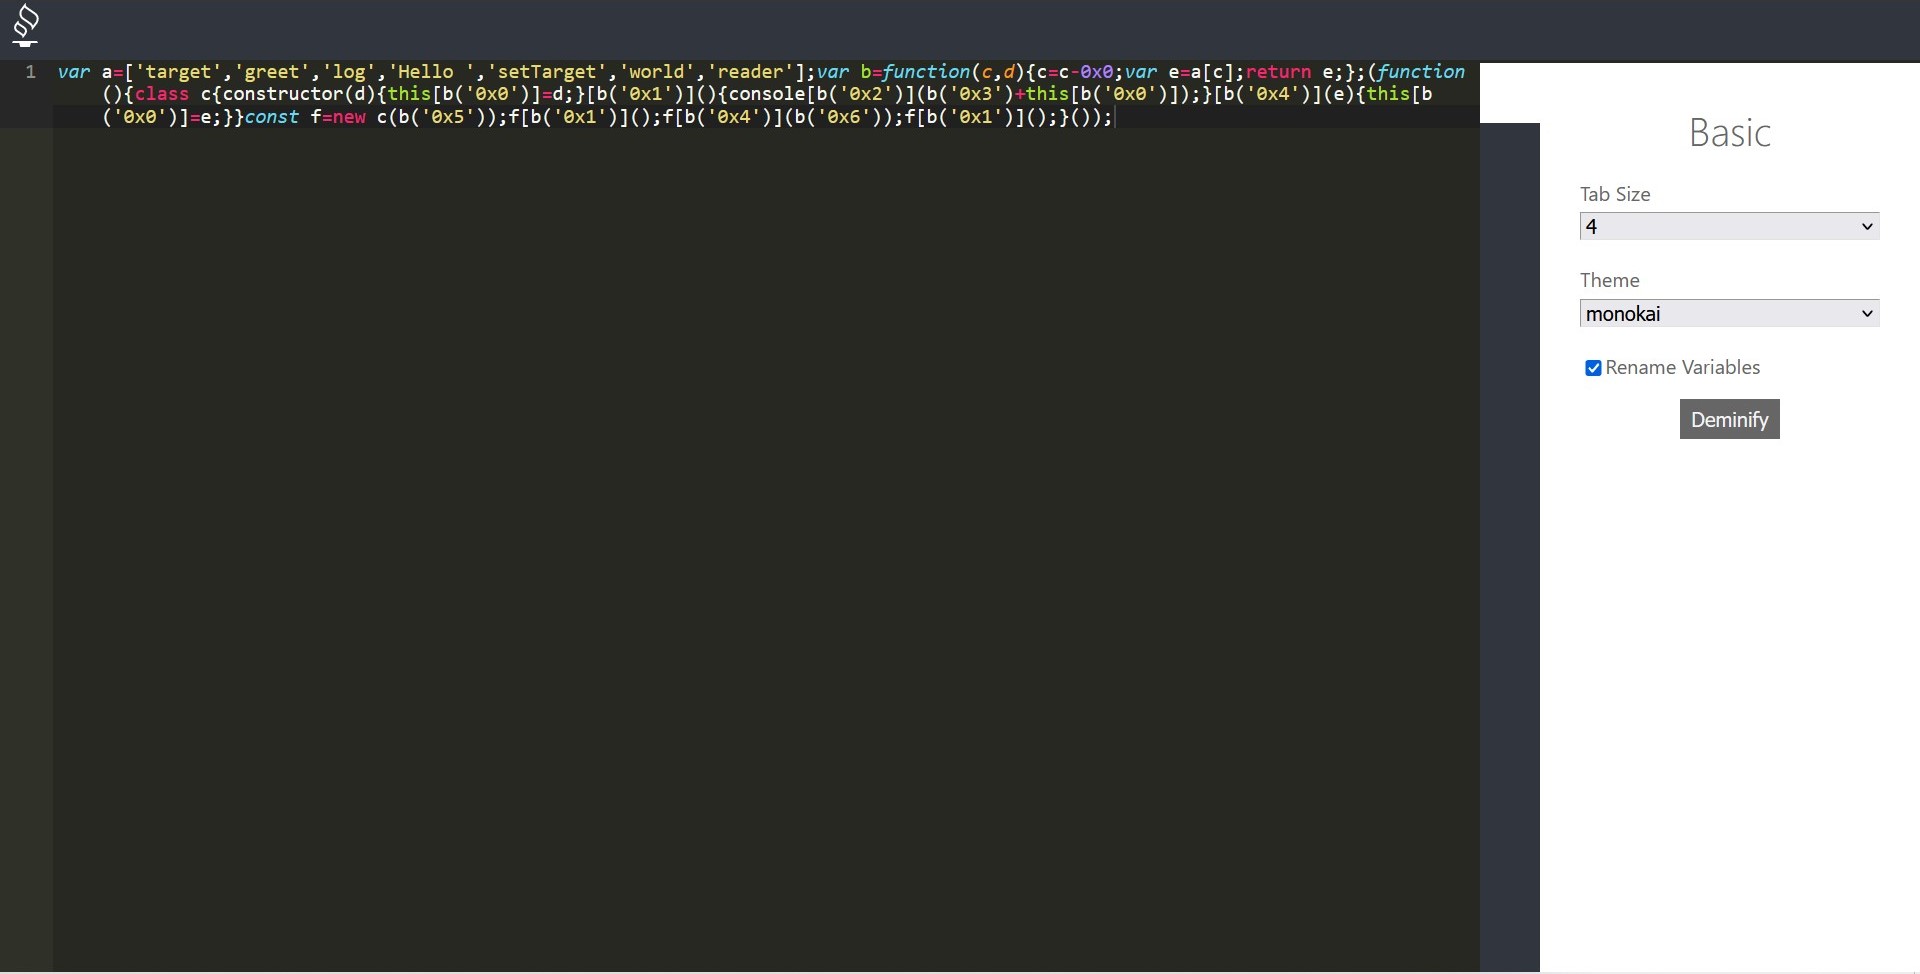 1 var a=['target','greet','log','Hello ','setTarget','world','reader'];var b=function(c,d){c=c-0x0;var e=a[c];return e;};(function
(){class c{constructor(d){this[b('0x0')]=d;}[b('0x1')](){console[b('0x2')](b('0x3')+this[b('0x0')]);}[b('0x4')](e){this[b
('0x0')]=e;}}const f=new c(b('0x5'));f[b('0x1')]();f[b('0x4')](b('0x6'));f[b('0x1')]();}());
Basic
Tab Size
4
Theme
monokai
Rename Variables
Deminify